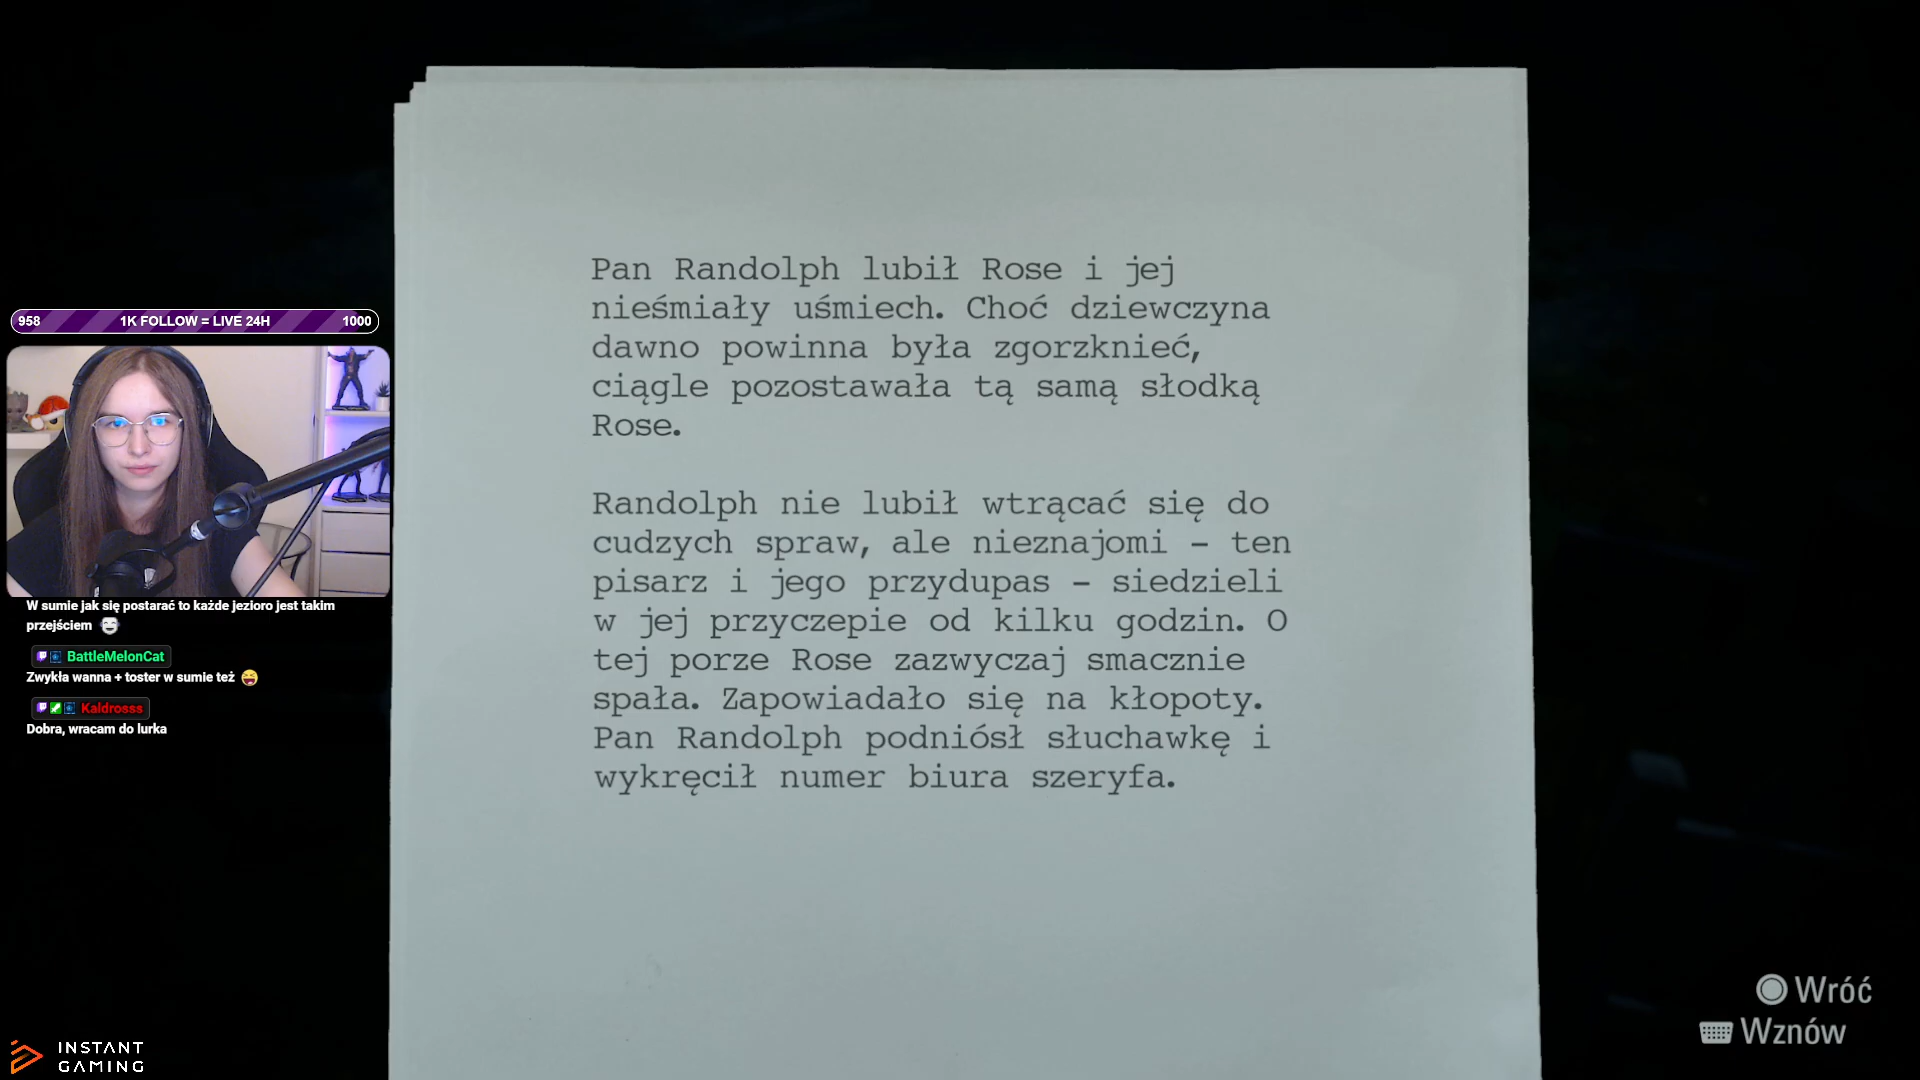 958 1K FOLLOW = LIVE 24H 1000
W sumie jak się postarać to każde jezioro jest takim
przejściem
BattleMelonCat
Zwykła wanna + toster w sumie też
Kaldrosss
Dobra, wracam do lurka
INSTANT
GAMING
Pan Randolph lubił Rose i jej
nieśmiały uśmiech. Choć dziewczyna
dawno powinna była zgorzknieć,
ciągle pozostawała tą samą słodką
Rose.
Randolph nie lubił wtrącać się do
cudzych spraw, ale nieznajomi – ten
pisarz i jego przydupas – siedzieli
w jej przyczepie od kilku godzin. O
tej porze Rose zazwyczaj smacznie
spała. Zapowiadało się na kłopoty.
Pan Randolph podniósł słuchawkę i
wykręcił numer biura szeryfa.
Wróć
Wznów